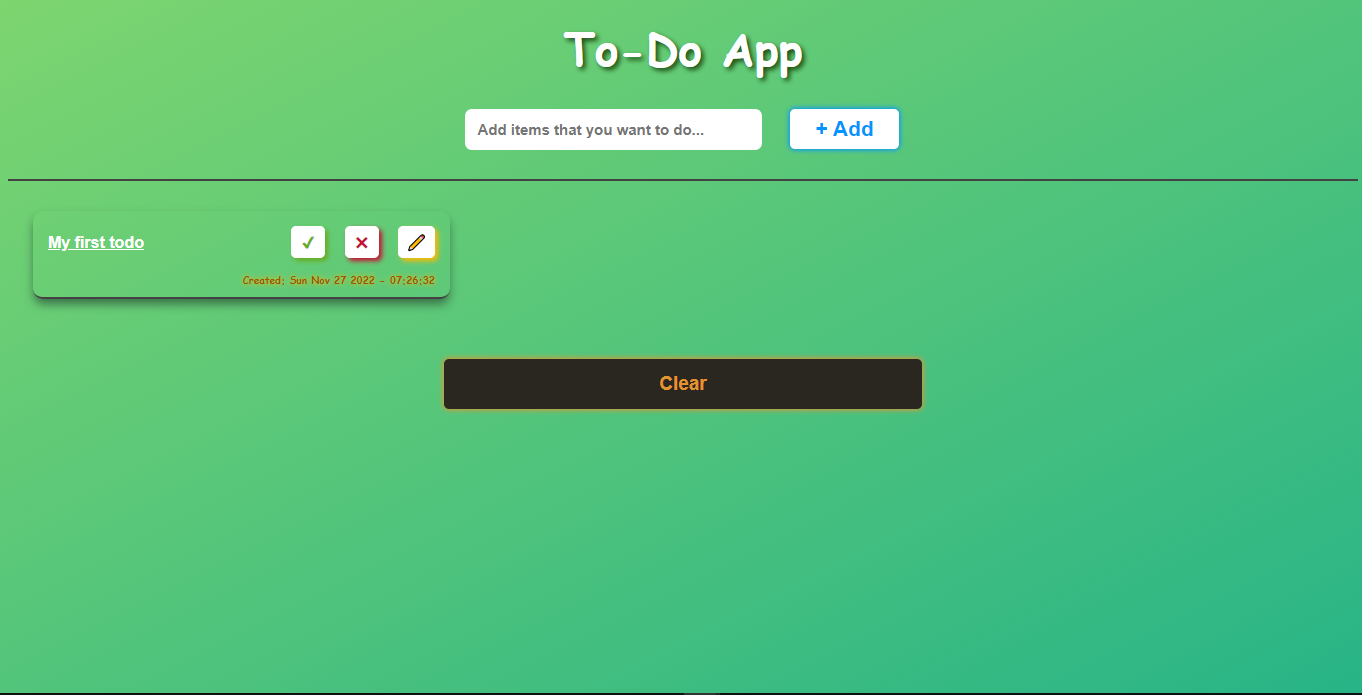 To-Do App
Add items that you want to do...
+ Add
My first todo
Created: Sun Nov 27 2022 - 07:26:32
Clear